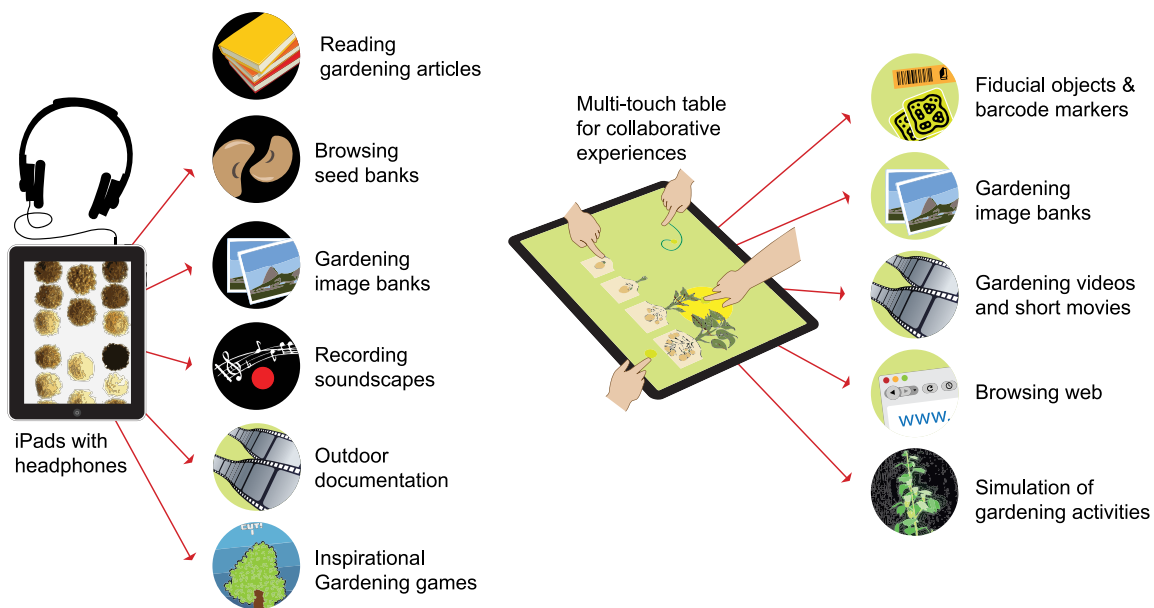 Reading
gardening articles
Browsing
seed banks
Gardening
image banks
Recording
soundscapes
Outdoor
documentation
CUT!
Inspirational
Gardening games
iPads with
headphones
Multi-touch table
for collaborative
experiences
Fiducial objects &
barcode markers
Gardening
image banks
Gardening videos
and short movies
Browsing web
www.
Simulation of
gardening activities